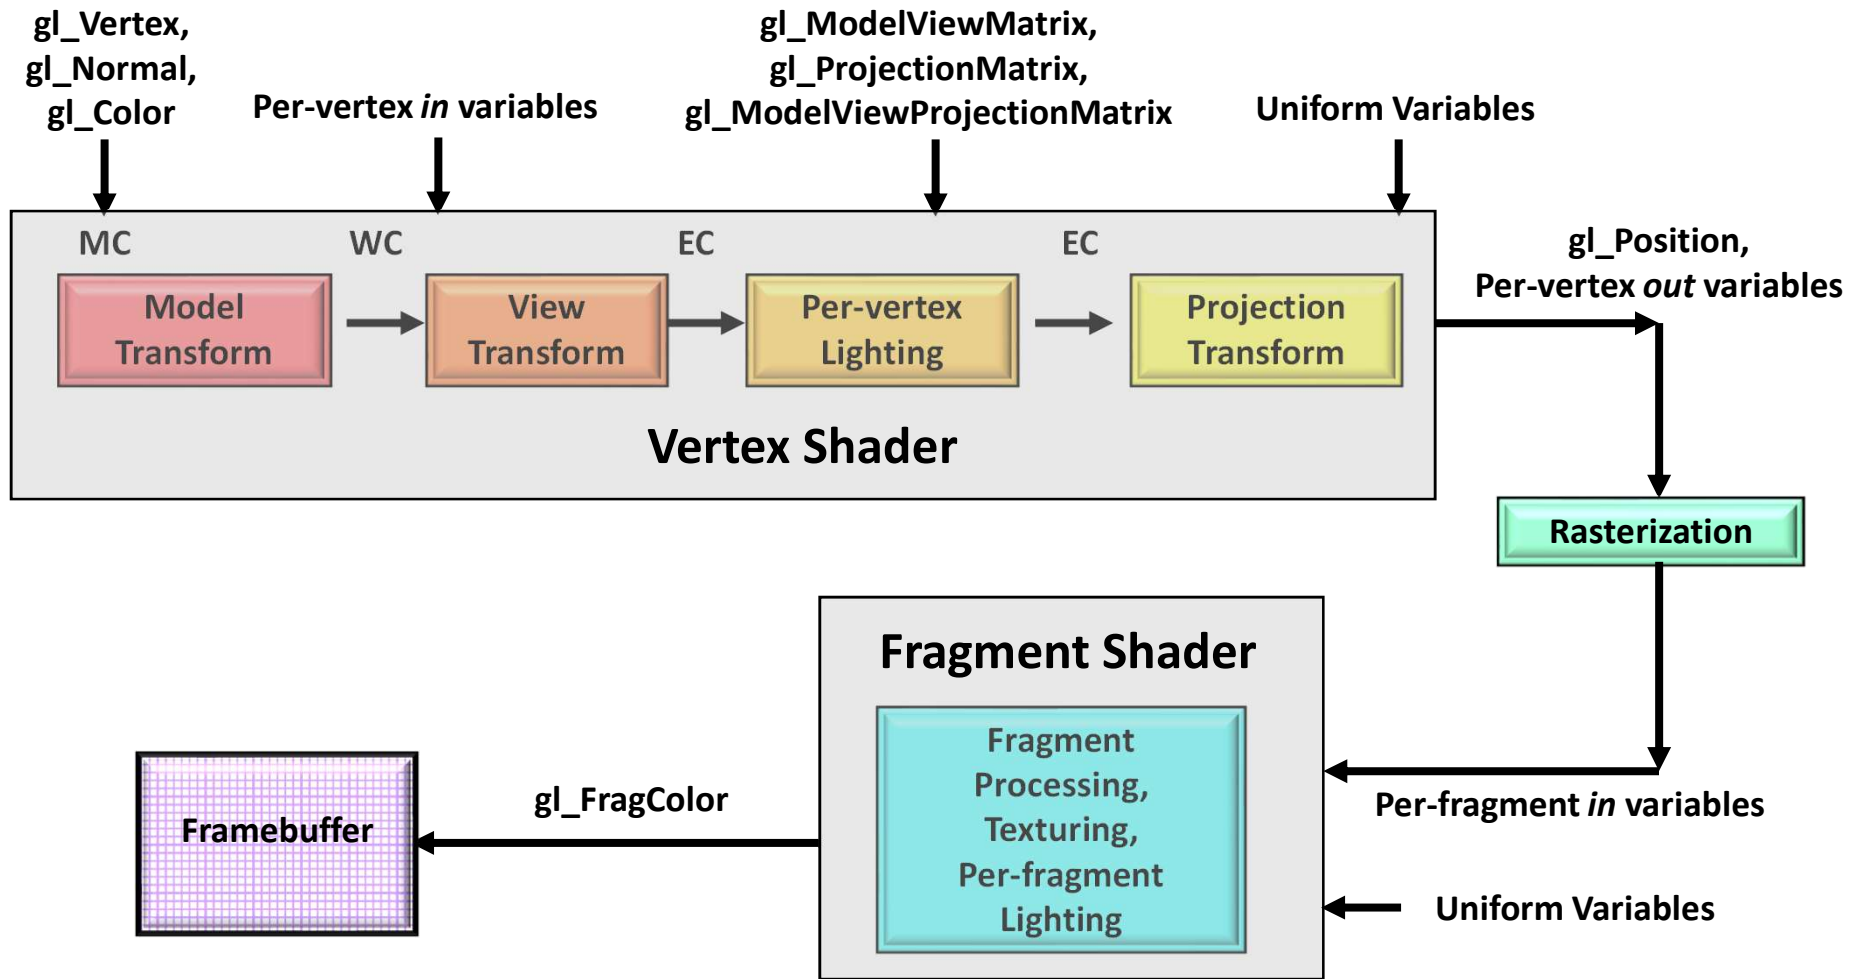 gl_Vertex,
gl_Normal,
gl_Color
Per-vertex in variables
gl_ModelViewMatrix,
gl_ProjectionMatrix,
gl_ModelViewProjectionMatrix
Uniform Variables
MC
WC
EC
EC
Model
Transform
View
Transform
Per-vertex
Lighting
Projection
Transform
Vertex Shader
gl_Position,
Per-vertex out variables
Rasterization
Fragment Shader
Fragment
Processing,
Texturing,
Per-fragment
Lighting
Per-fragment in variables
Uniform Variables
gl_FragColor
Framebuffer